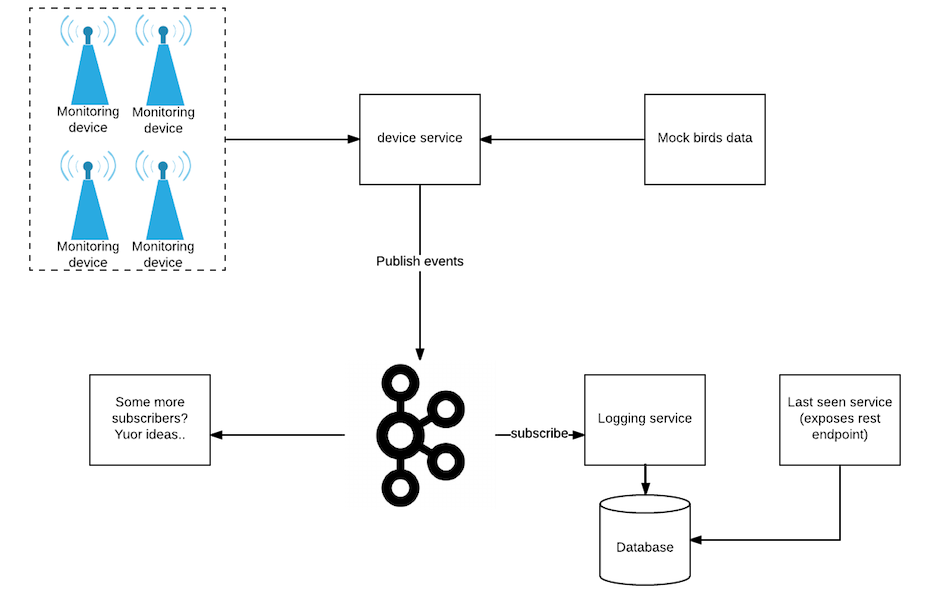 Monitoring
device
Monitoring
device
Monitoring
device
Monitoring
device
device service
Mock birds data
Publish events
Some more
subscribers?
Yuor ideas..
subscribe
Logging service
Last seen service
(exposes rest
endpoint)
Database